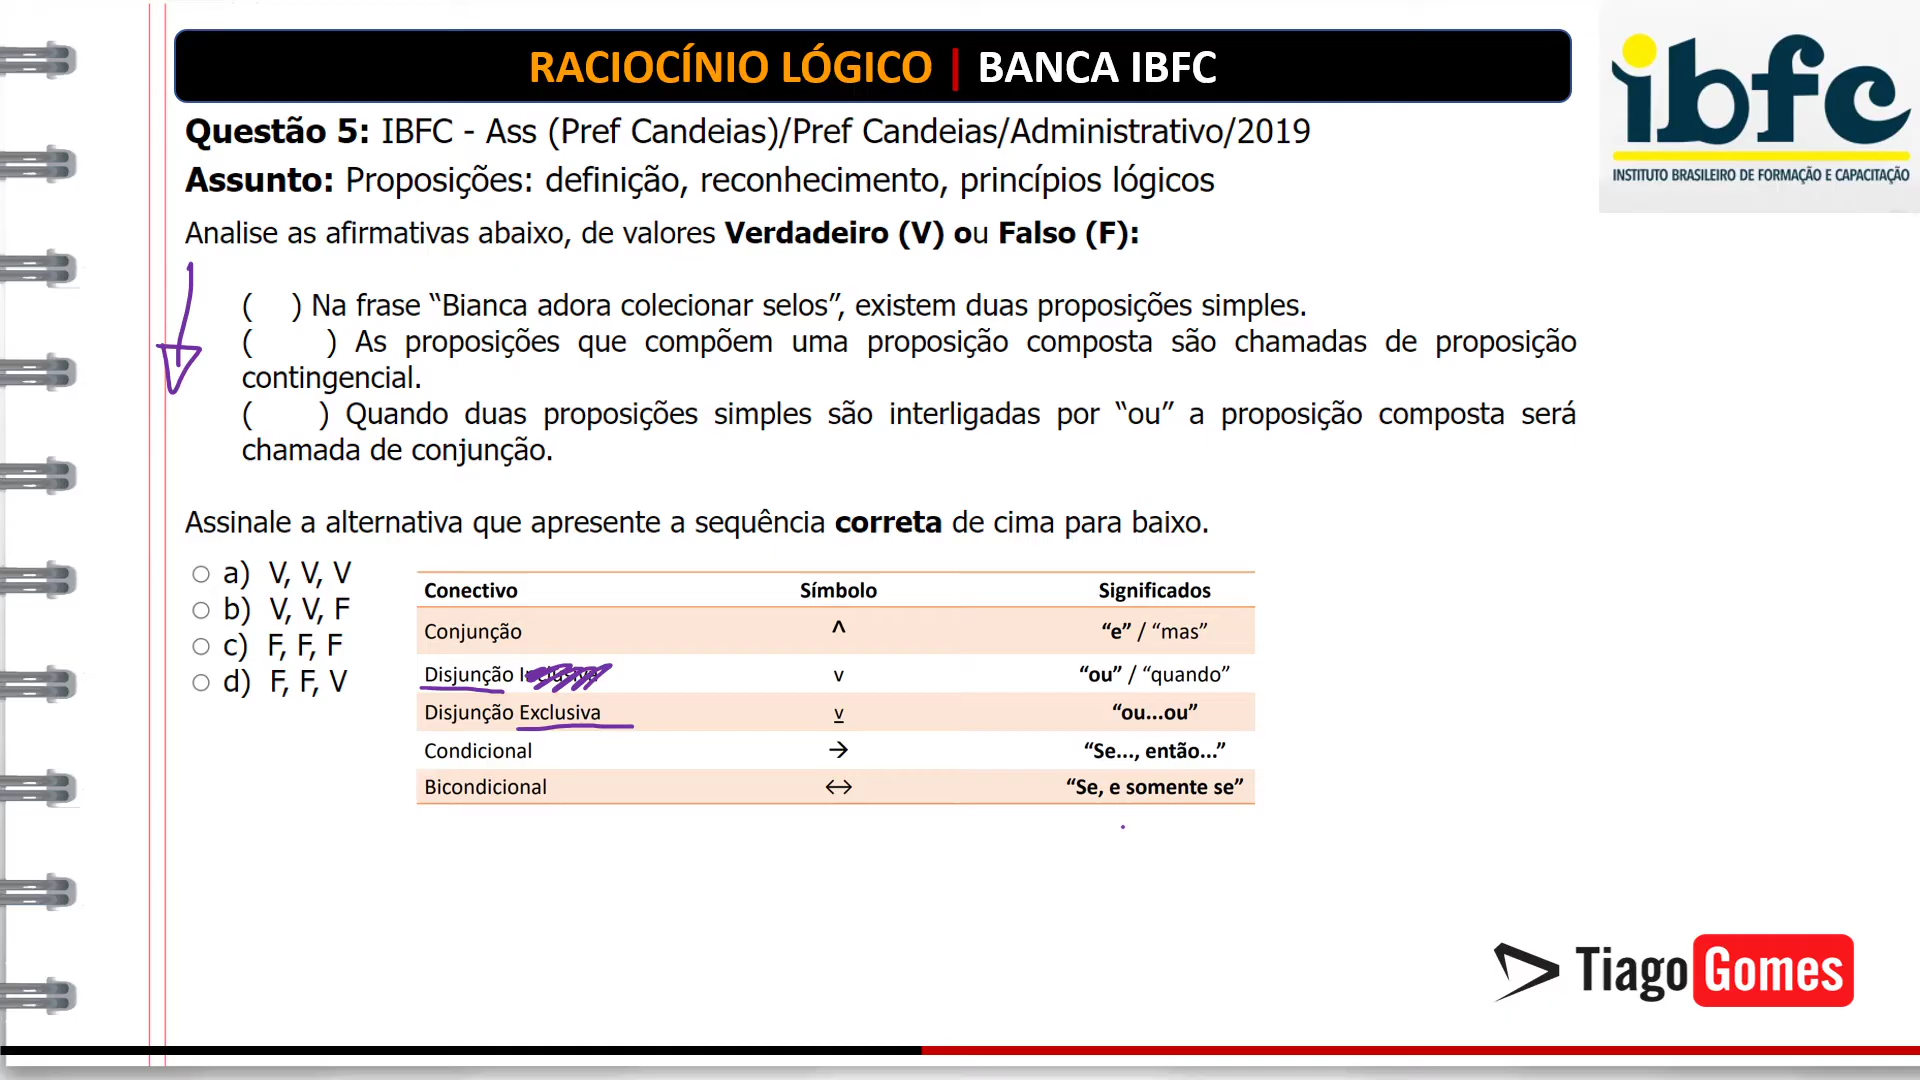 RACIOCÍNIO LÓGICO | BANCA IBFC
ibfc
INSTITUTO BRASILEIRO DE FORMAÇÃO E CAPACITAÇÃO
Questão 5: IBFC - Ass (Pref Candeias)/Pref Candeias/Administrativo/2019
Assunto: Proposições: definição, reconhecimento, princípios lógicos
Analise as afirmativas abaixo, de valores Verdadeiro (V) ou Falso (F):
( ) Na frase “Bianca adora colecionar selos”, existem duas proposições simples.
( ) As proposições que compõem uma proposição composta são chamadas de proposição
contingencial.
( ) Quando duas proposições simples são interligadas por “ou” a proposição composta será
chamada de conjunção.
Assinale a alternativa que apresente a sequência correta de cima para baixo.
a) V, V, V
b) V, V, F
c) F, F, F
d) F, F, V
Conectivo Símbolo Significados
Conjunção ^ “e” / “mas”
Disjunção Inclusiva v “ou” / “quando”
Disjunção Exclusiva v “ou...ou”
Condicional → “Se..., então...”
Bicondicional ↔ “Se, e somente se”
Tiago Gomes